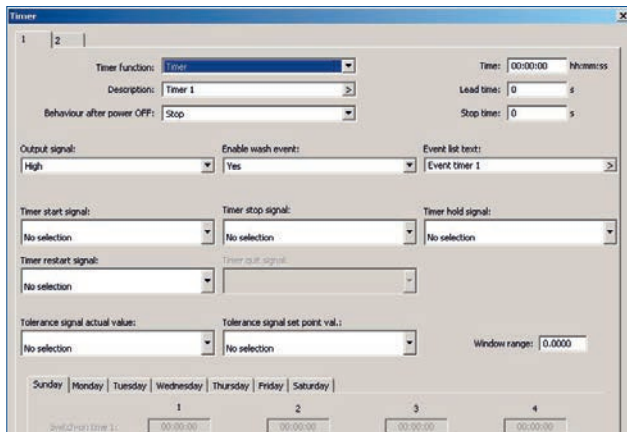 Timer
1 2
Timer function: Timer Time: 00:00:00 hh:mm:ss
Description: Timer 1 > Lead time: 0 s
Behaviour after power OFF: Stop Stop time: 0 s
Output signal: Enable wash event: Event list text:
High Yes Event timer 1 >
Timer start signal: Timer stop signal: Timer hold signal:
No selection No selection No selection
Timer restart signal: Timer quit signal:
No selection
Tolerance signal actual value: Tolerance signal set point val.:
No selection No selection Window range: 0.0000
Sunday Monday Tuesday Wednesday Thursday Friday Saturday
1 2 3 4
Switch-on time 1: 00:00:00 00:00:00 00:00:00 00:00:00